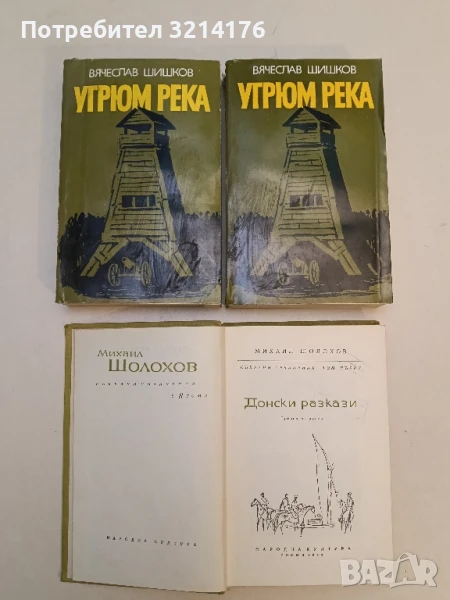 Потребител 3214176
ВЯЧЕСЛАВ ШИШКОВ
УГРЮМ РЕКА
ВЯЧЕСЛАВ ШИШКОВ
УГРЮМ РЕКА
Михаил
ШОЛОХОВ
НАРОДНА КУЛТУРА
МИХАИЛ ШОЛОХОВ
Донски разкази
НАРОДНА КУЛТУРА
BAZAR